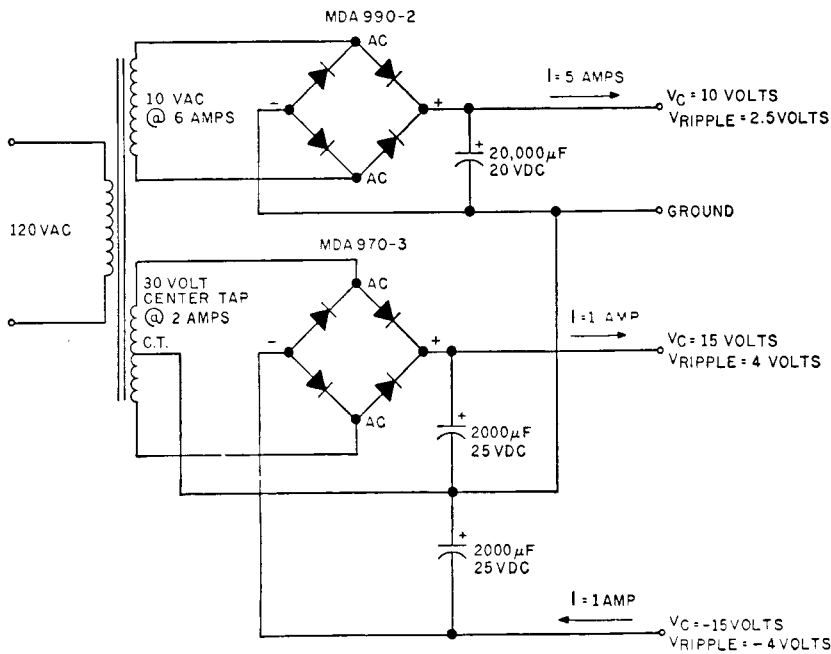 MDA 990-2
AC
10 VAC
@ 6 AMPS
-
+
I = 5 AMPS
VC = 10 VOLTS
VRIPPLE = 2.5 VOLTS
+
20,000µF
20 VDC
AC
GROUND
120 VAC
MDA 970-3
30 VOLT
CENTER TAP
@ 2 AMPS
C.T.
AC
-
+
I = 1 AMP
VC = 15 VOLTS
VRIPPLE = 4 VOLTS
+
2000µF
25 VDC
AC
+
2000µF
25 VDC
I = 1 AMP
VC = -15 VOLTS
VRIPPLE = -4 VOLTS